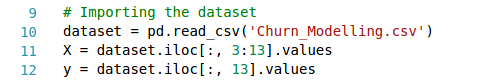 9 # Importing the dataset
10 dataset = pd.read_csv('Churn_Modelling.csv')
11 X = dataset.iloc[:, 3:13].values
12 y = dataset.iloc[:, 13].values